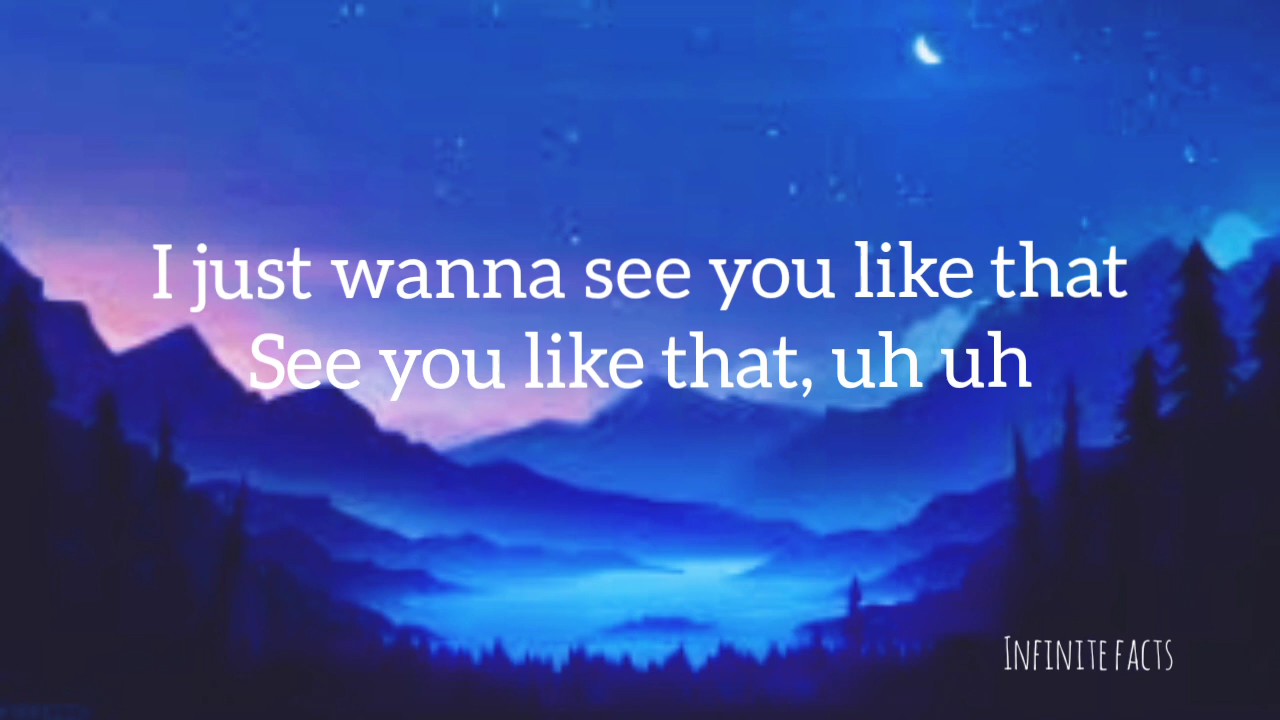 I just wanna see you like that
See you like that, uh uh
INFINITE FACTS